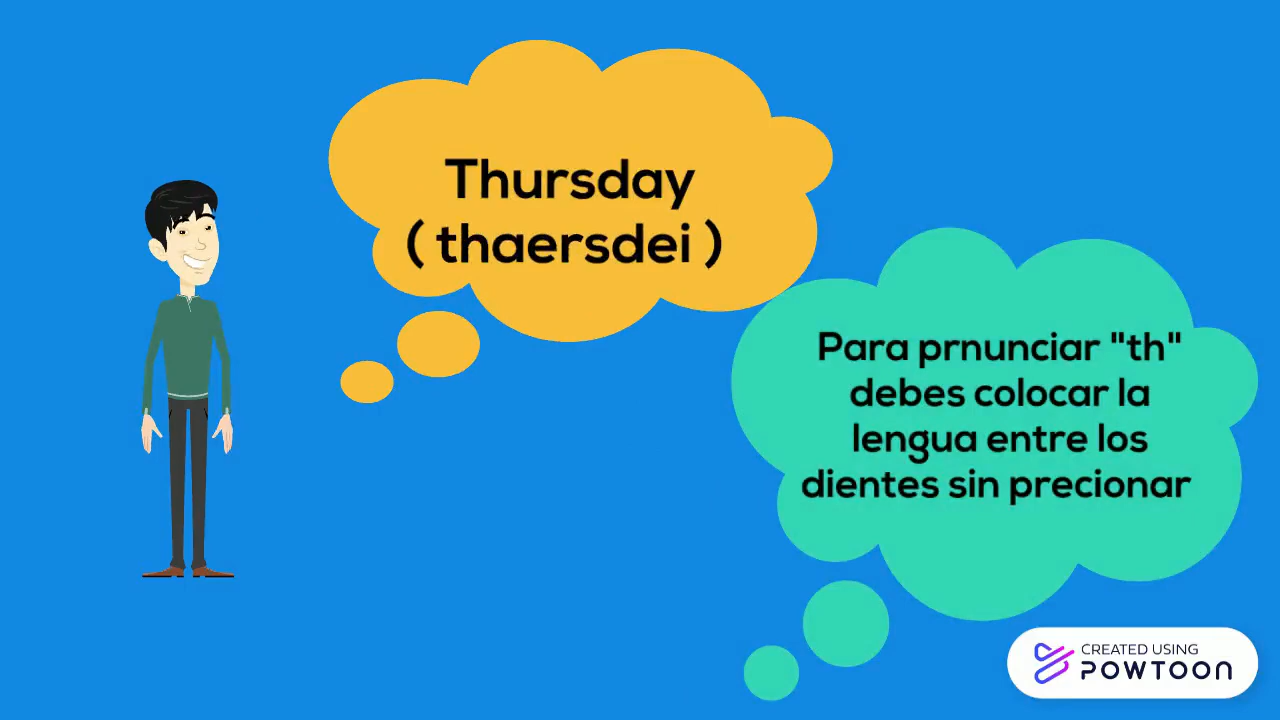 Thursday
( thaersdei )
Para prnunciar "th"
debes colocar la
lengua entre los
dientes sin precionar
CREATED USING
POWTOON